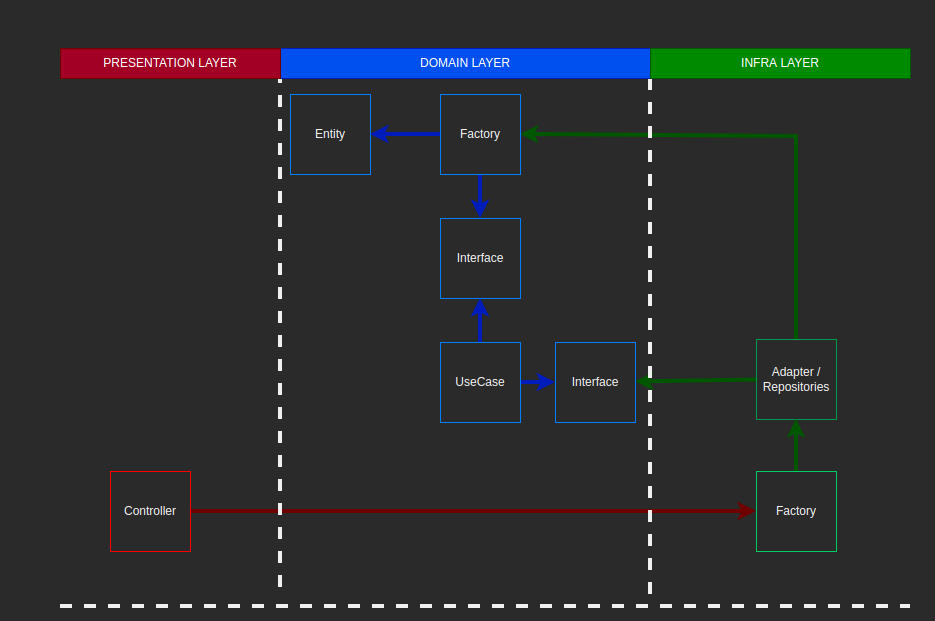 PRESENTATION LAYER
DOMAIN LAYER
INFRA LAYER
Entity
Factory
Interface
UseCase
Interface
Adapter /
Repositories
Controller
Factory